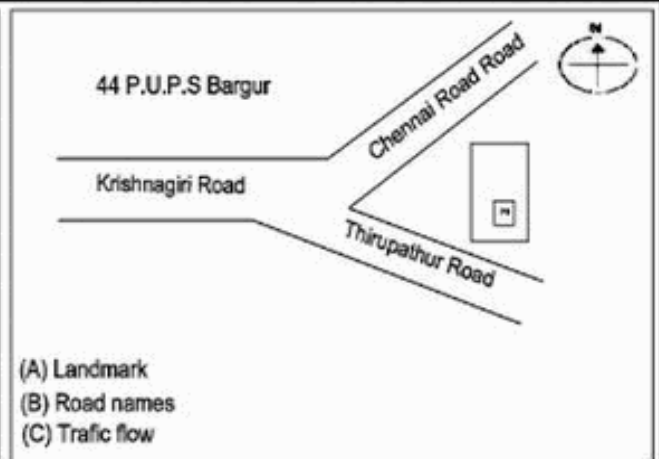 N
44 P.U.P.S Bargur
Chennai Road Road
Krishnagiri Road
Thirupathur Road
(A) Landmark
(B) Road names
(C) Trafic flow